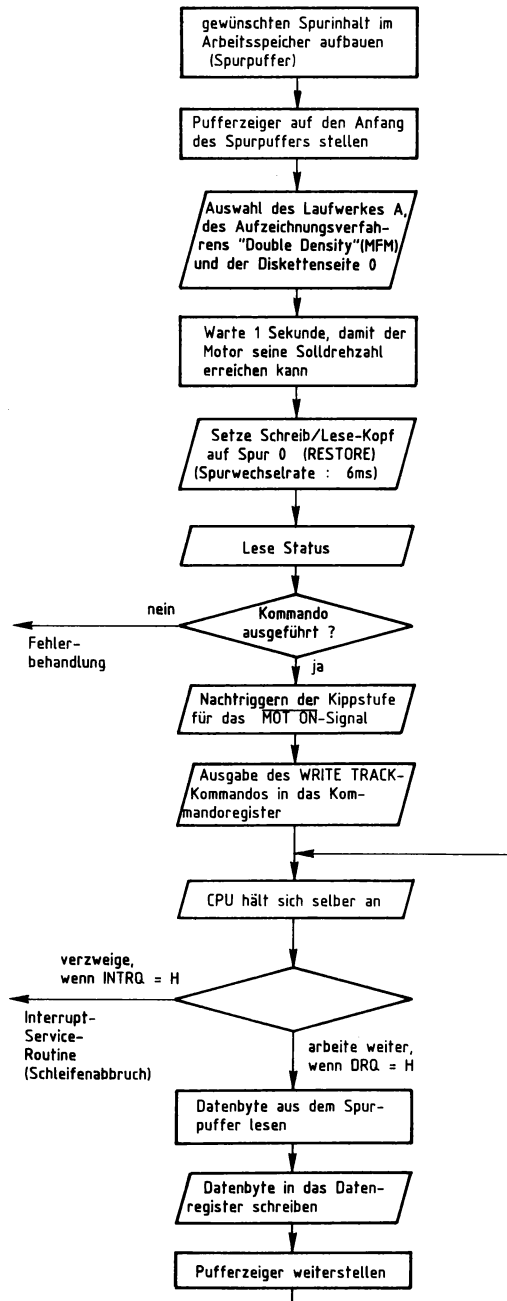 gewünschten Spurinhalt im
Arbeitsspeicher aufbauen
(Spurpuffer)
Pufferzeiger auf den Anfang
des Spurpuffers stellen
Auswahl des Laufwerkes A,
des Aufzeichnungsverfah-
rens "Double Density"(MFM)
und der Diskettenseite 0
Warte 1 Sekunde, damit der
Motor seine Solldrehzahl
erreichen kann
Setze Schreib/Lese-Kopf
auf Spur 0 (RESTORE)
(Spurwechselrate : 6ms)
Lese Status
nein
Kommando
ausgeführt ?
Fehler-
behandlung
ja
Nachtriggern der Kippstufe
für das MOT ON-Signal
Ausgabe des WRITE TRACK-
Kommandos in das Kom-
mandoregister
CPU hält sich selber an
verzweige,
wenn INTRQ = H
Interrupt-
Service-
Routine
(Schleifenabbruch)
arbeite weiter,
wenn DRQ = H
Datenbyte aus dem Spur-
puffer lesen
Datenbyte in das Daten-
register schreiben
Pufferzeiger weiterstellen